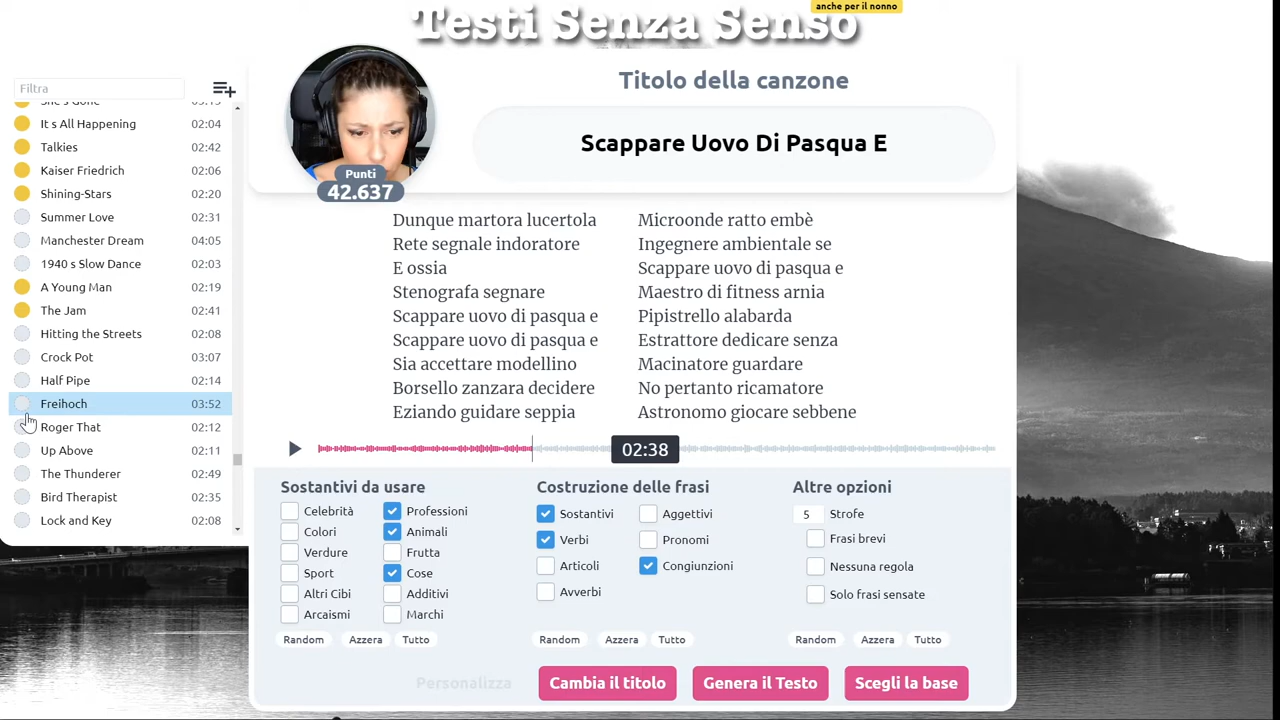 anche per il nonno
Testi Senza Senso
Filtra
She's Gone 03:15
It s All Happening 02:04
Talkies 02:42
Kaiser Friedrich 02:06
Shining-Stars 02:20
Summer Love 02:31
Manchester Dream 04:05
1940 s Slow Dance 02:03
A Young Man 02:19
The Jam 02:41
Hitting the Streets 02:08
Crock Pot 03:07
Half Pipe 02:14
Freihoch 03:52
Roger That 02:12
Up Above 02:11
The Thunderer 02:49
Bird Therapist 02:35
Lock and Key 02:08
Punti
42.637
Titolo della canzone
Scappare Uovo Di Pasqua E
Dunque martora lucertola
Rete segnale indoratore
E ossia
Stenografa segnare
Scappare uovo di pasqua e
Scappare uovo di pasqua e
Sia accettare modellino
Borsello zanzara decidere
Eziando guidare seppia
Microonde ratto embè
Ingegnere ambientale se
Scappare uovo di pasqua e
Maestro di fitness arnia
Pipistrello alabarda
Estrattore dedicare senza
Macinatore guardare
No pertanto ricamatore
Astronomo giocare sebbene
02:38
Sostantivi da usare
Celebrità Professioni
Colori Animali
Verdure Frutta
Sport Cose
Altri Cibi Additivi
Arcaismi Marchi
Random Azzera Tutto
Costruzione delle frasi
Sostantivi Aggettivi
Verbi Pronomi
Articoli Congiunzioni
Avverbi
Random Azzera Tutto
Altre opzioni
5 Strofe
Frasi brevi
Nessuna regola
Solo frasi sensate
Random Azzera Tutto
Personalizza Cambia il titolo Genera il Testo Scegli la base